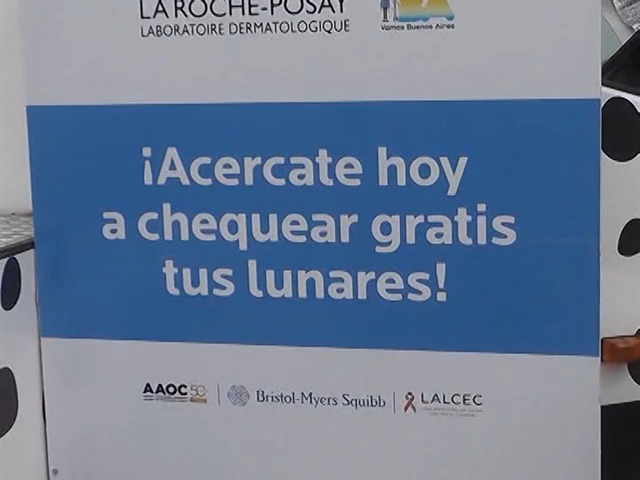 LA ROCHE-POSAY
LABORATOIRE DERMATOLOGIQUE
Vamos Buenos Aires
¡Acercate hoy
a chequear gratis
tus lunares!
AAOC 50
Bristol-Myers Squibb
LALCEC